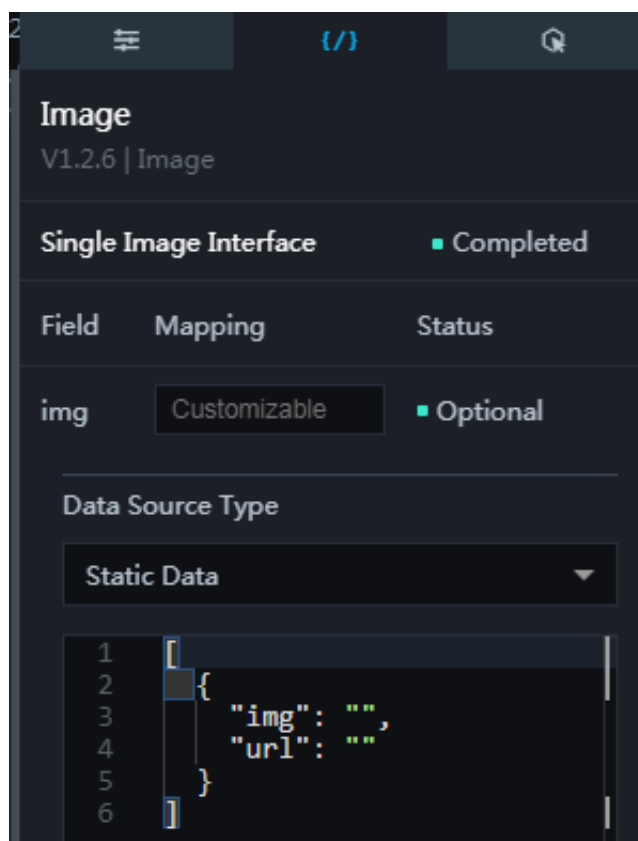 2
{/}
Image
V1.2.6 | Image
Single Image Interface Completed
Field Mapping Status
img Customizable Optional
Data Source Type
Static Data
1 [
2 {
3 "img": "",
4 "url": ""
5 }
6 ]